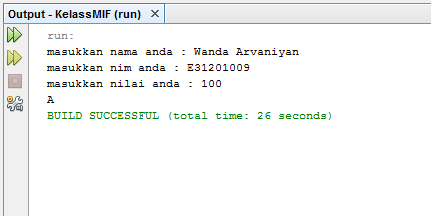 Output - KelassMIF (run)
run:
masukkan nama anda : Wanda Arvaniyan
masukkan nim anda : E31201009
masukkan nilai anda : 100
A
BUILD SUCCESSFUL (total time: 26 seconds)